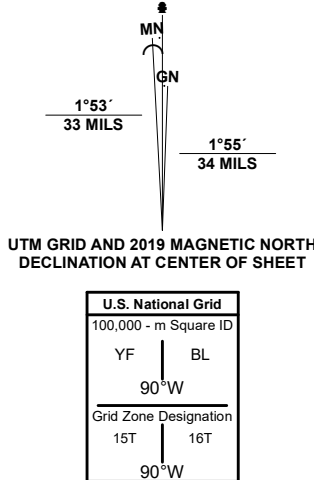 MN
GN
1°53´
33 MILS
1°55´
34 MILS
UTM GRID AND 2019 MAGNETIC NORTH
DECLINATION AT CENTER OF SHEET
U.S. National Grid
100,000 - m Square ID
YF BL
90°W
Grid Zone Designation
15T 16T
90°W